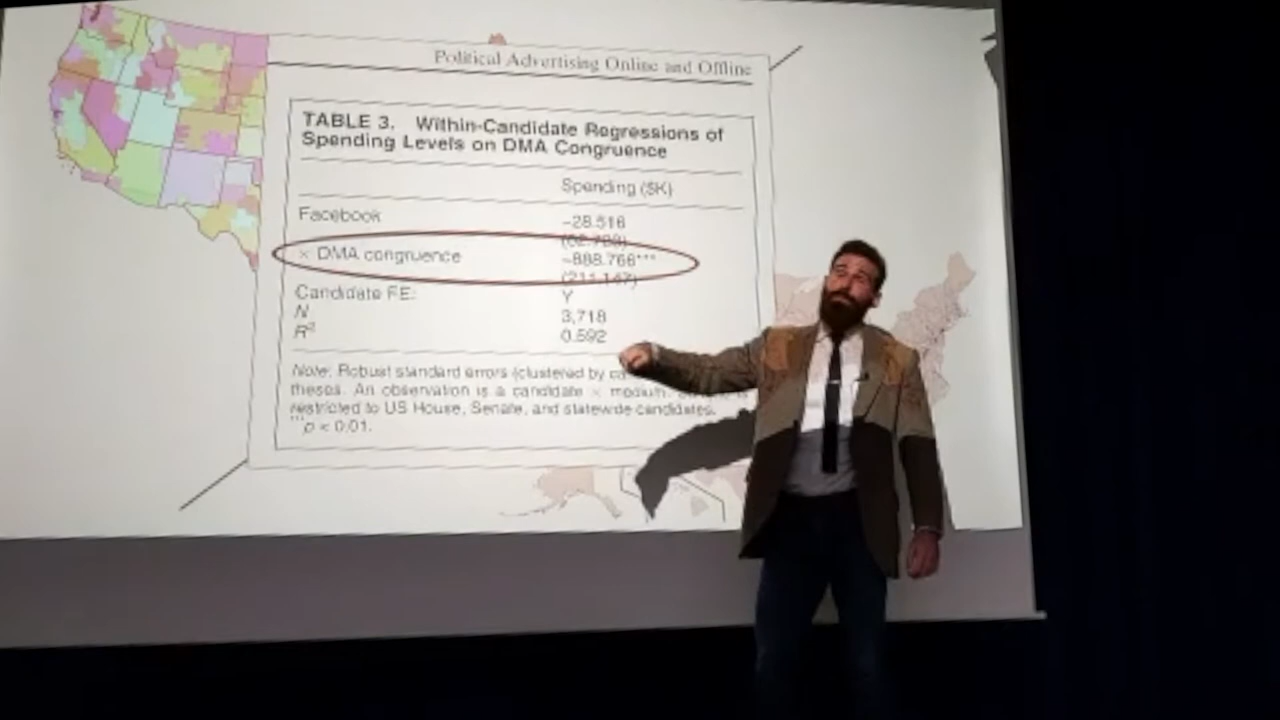 Political Advertising Online and Offline
TABLE 3. Within-Candidate Regressions of
Spending Levels on DMA Congruence
Spending ($K)
Facebook −28.516
× DMA congruence −888.766***
(211.147)
Candidate FE: Y
N 3,718
R² 0.592
Note: Robust standard errors (clustered by
theses. An observation is a candidate × medium.
restricted to US House, Senate, and statewide candidates.
***p < 0.01.